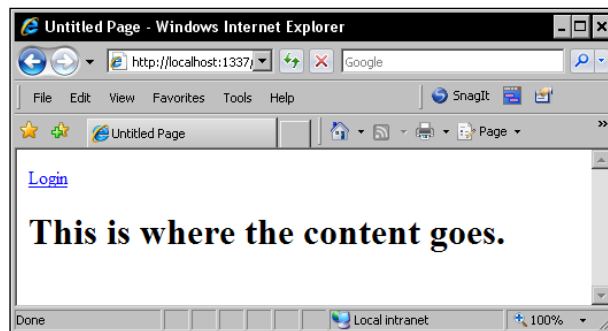 Untitled Page - Windows Internet Explorer
http://localhost:1337/ Google
File Edit View Favorites Tools Help SnagIt
Untitled Page Page »
Login
This is where the content goes.
Done Local intranet 100%